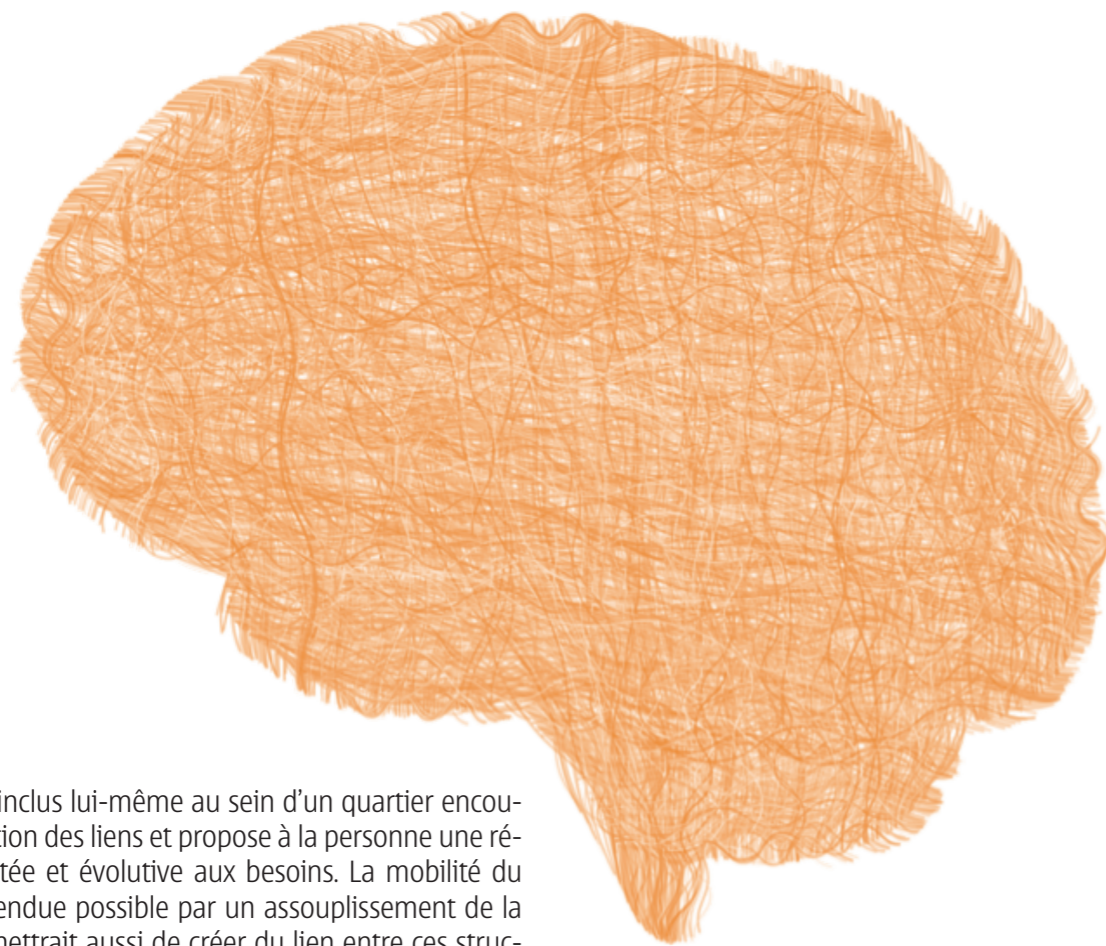 inclus lui-même au sein d’un quartier encou-
tion des liens et propose à la personne une ré-
tée et évolutive aux besoins. La mobilité du
endue possible par un assouplissement de la
mettrait aussi de créer du lien entre ces struc-